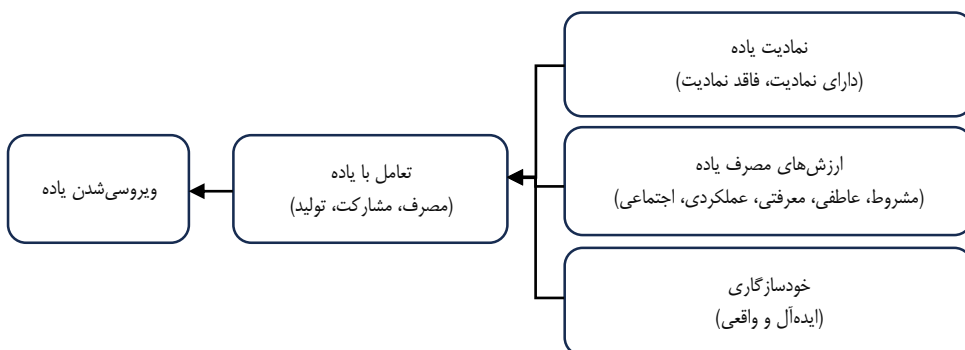 نمادیت یاده
(دارای نمادیت، فاقد نمادیت)
ارزش‌های مصرف یاده
(مشروط، عاطفی، معرفتی، عملکردی، اجتماعی)
خودسازگاری
(ایده‌آل و واقعی)
تعامل با یاده
(مصرف، مشارکت، تولید)
ویروسی‌شدن یاده